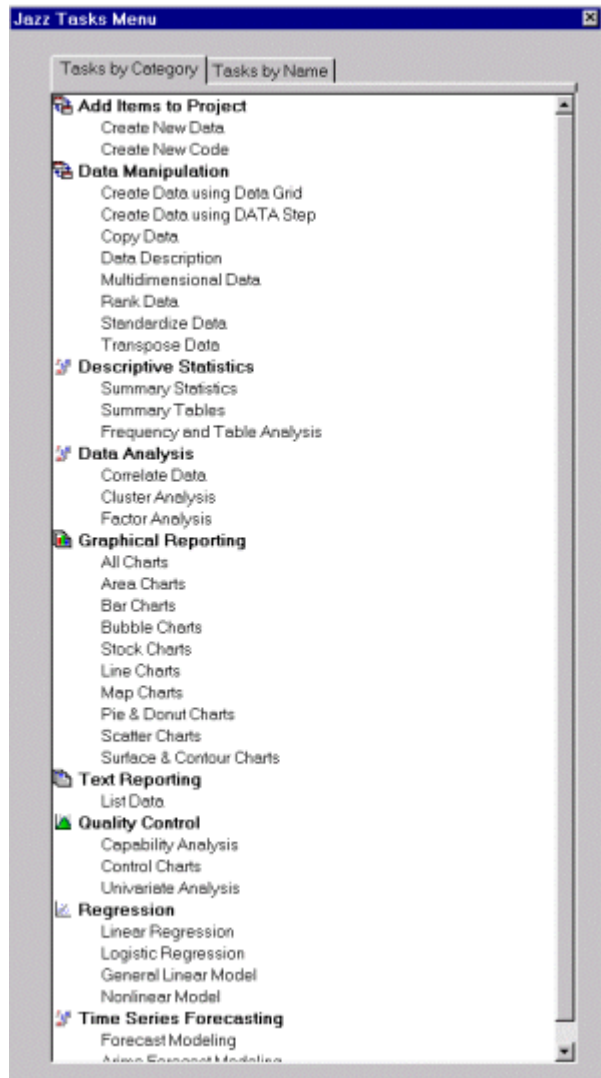 Jazz Tasks Menu
Tasks by Category
Tasks by Name
Add Items to Project
Create New Data
Create New Code
Data Manipulation
Create Data using Data Grid
Create Data using DATA Step
Copy Data
Data Description
Multidimensional Data
Rank Data
Standardize Data
Transpose Data
Descriptive Statistics
Summary Statistics
Summary Tables
Frequency and Table Analysis
Data Analysis
Correlate Data
Cluster Analysis
Factor Analysis
Graphical Reporting
All Charts
Area Charts
Bar Charts
Bubble Charts
Stock Charts
Line Charts
Map Charts
Pie & Donut Charts
Scatter Charts
Surface & Contour Charts
Text Reporting
List Data
Quality Control
Capability Analysis
Control Charts
Univariate Analysis
Regression
Linear Regression
Logistic Regression
General Linear Model
Nonlinear Model
Time Series Forecasting
Forecast Modeling
Arima Forecast Modeling